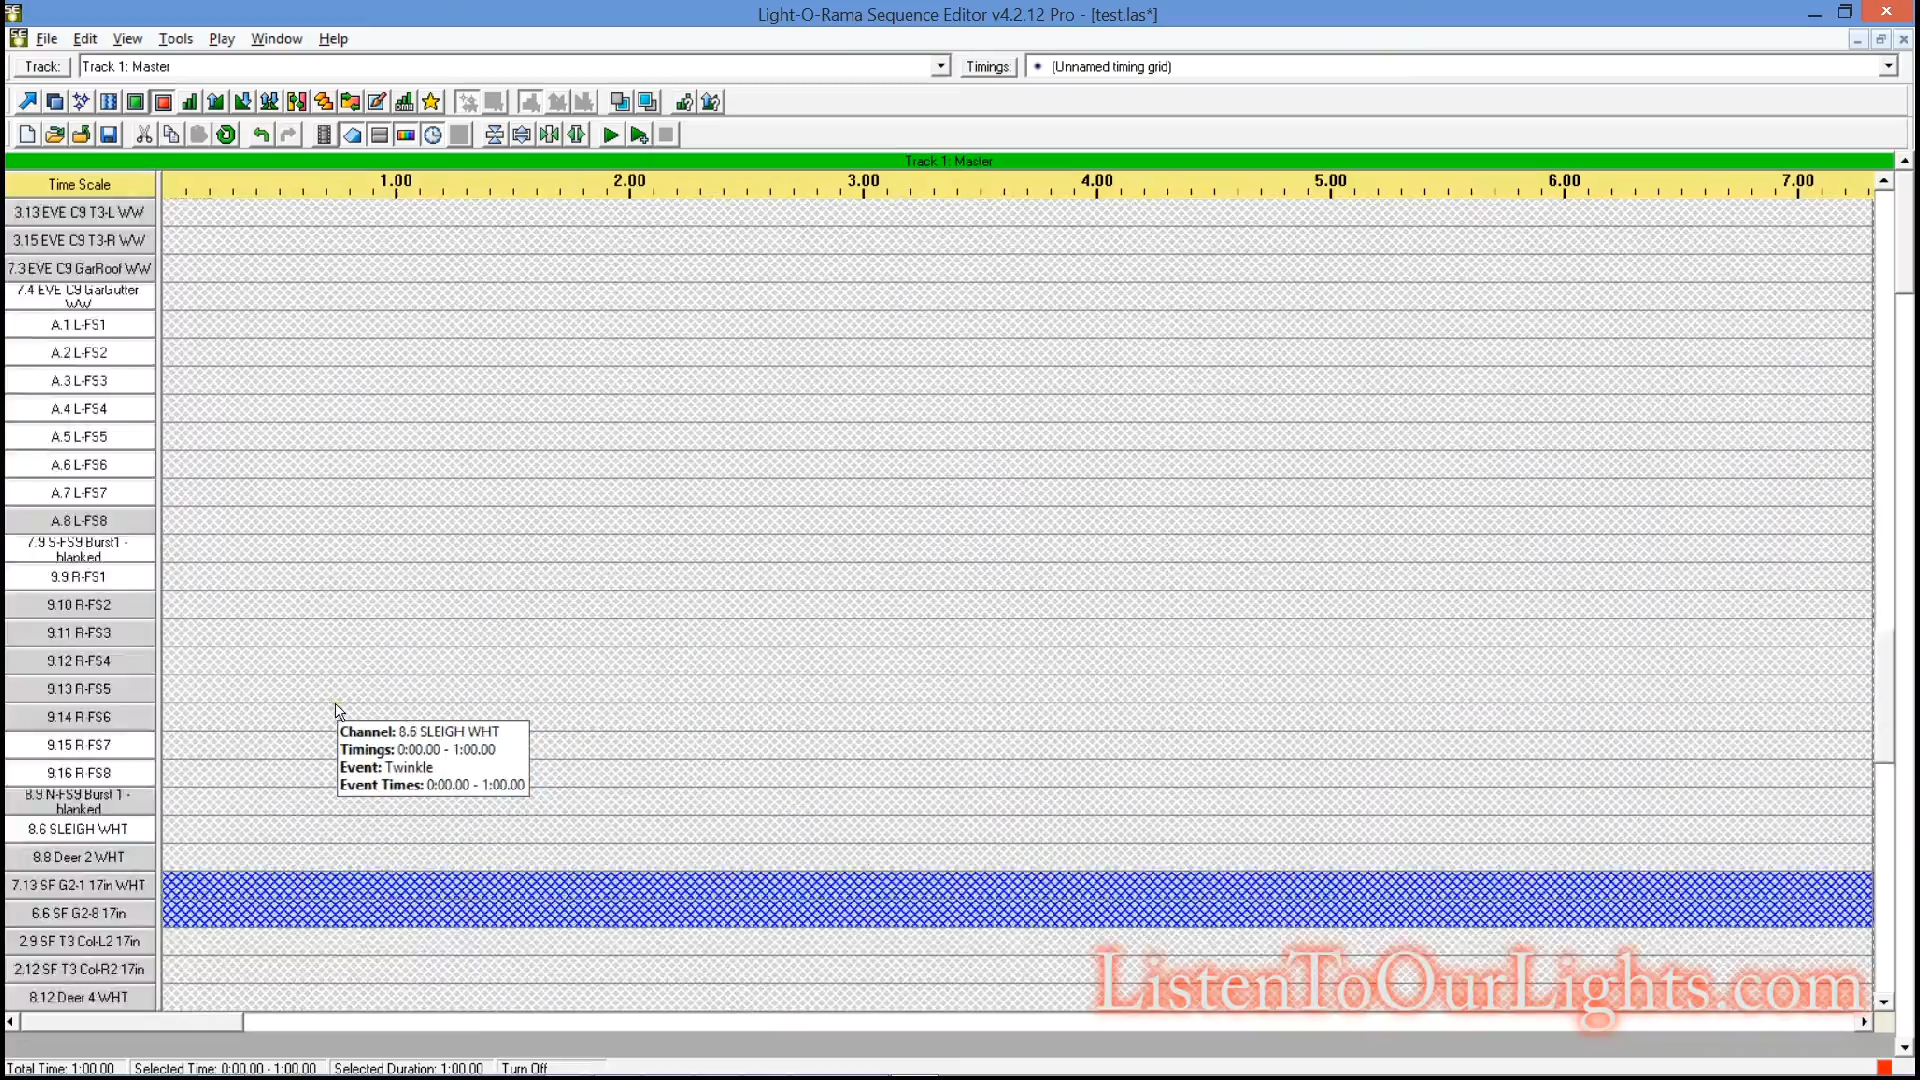 Light-O-Rama Sequence Editor v4.2.12 Pro - [test.las*]
File Edit View Tools Play Window Help
Track: Track 1: Master Timings (Unnamed timing grid)
Track 1: Master
Time Scale 1.00 2.00 3.00 4.00 5.00 6.00 7.00
3.13 EVE C9 T3-L WW
3.15 EVE C9 T3-R WW
7.3 EVE C9 GarRoof WW
7.4 EVE C9 GarGutter
WW
A.1 L-FS1
A.2 L-FS2
A.3 L-FS3
A.4 L-FS4
A.5 L-FS5
A.6 L-FS6
A.7 L-FS7
A.8 L-FS8
7.9 S-FS9 Burst1 -
blanked
9.9 R-FS1
9.10 R-FS2
9.11 R-FS3
9.12 R-FS4
9.13 R-FS5
9.14 R-FS6
9.15 R-FS7
9.16 R-FS8
8.9 N-FS9 Burst 1 -
blanked
8.6 SLEIGH WHT
8.8 Deer 2 WHT
7.13 SF G2-1 17in WHT
6.6 SF G2-8 17in
2.9 SF T3 Col-L2 17in
2.12 SF T3 Col-R2 17in
8.12 Deer 4 WHT
Channel: 8.6 SLEIGH WHT
Timings: 0:00.00 - 1:00.00
Event: Twinkle
Event Times: 0:00.00 - 1:00.00
ListenToOurLights.com
Total Time: 1:00.00 Selected Time: 0:00.00 - 1:00.00 Selected Duration: 1:00.00 Turn Off